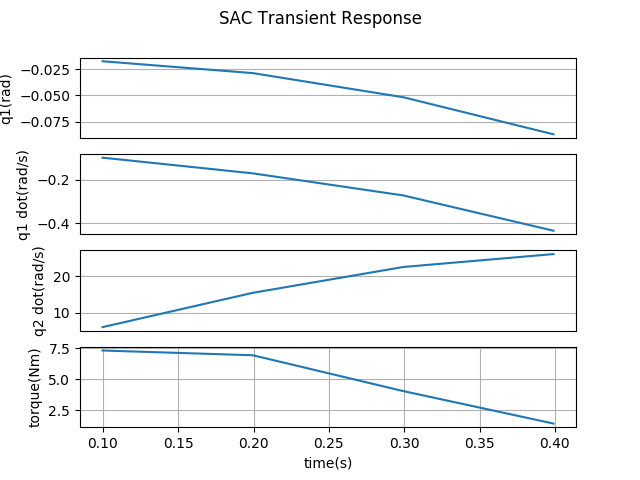 SAC Transient Response
−0.025
−0.050
−0.075
q1(rad)
−0.2
−0.4
q1 dot(rad/s)
20
10
q2 dot(rad/s)
7.5
5.0
2.5
torque(Nm)
0.10 0.15 0.20 0.25 0.30 0.35 0.40
time(s)